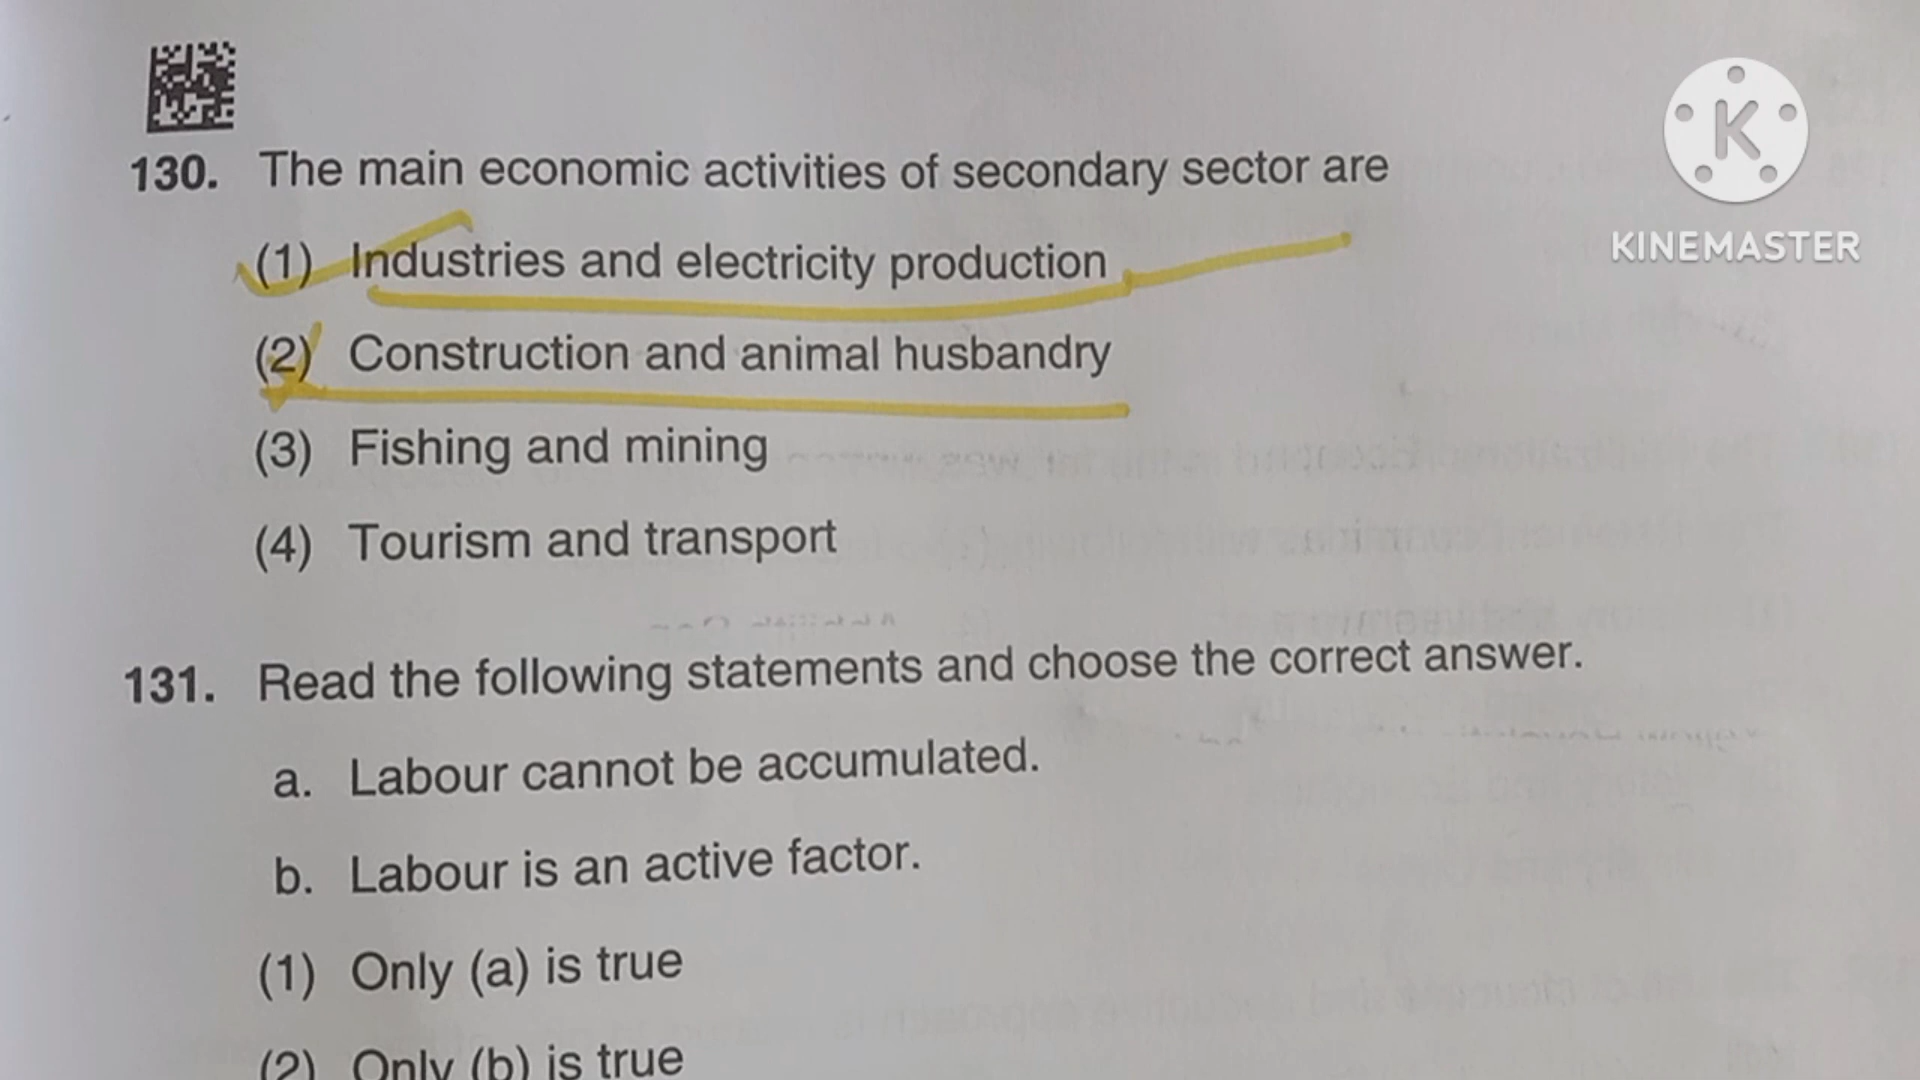 130. The main economic activities of secondary sector are
(1) Industries and electricity production
(2) Construction and animal husbandry
(3) Fishing and mining
(4) Tourism and transport
131. Read the following statements and choose the correct answer.
a. Labour cannot be accumulated.
b. Labour is an active factor.
(1) Only (a) is true
(2) Only (b) is true
K
KINEMASTER